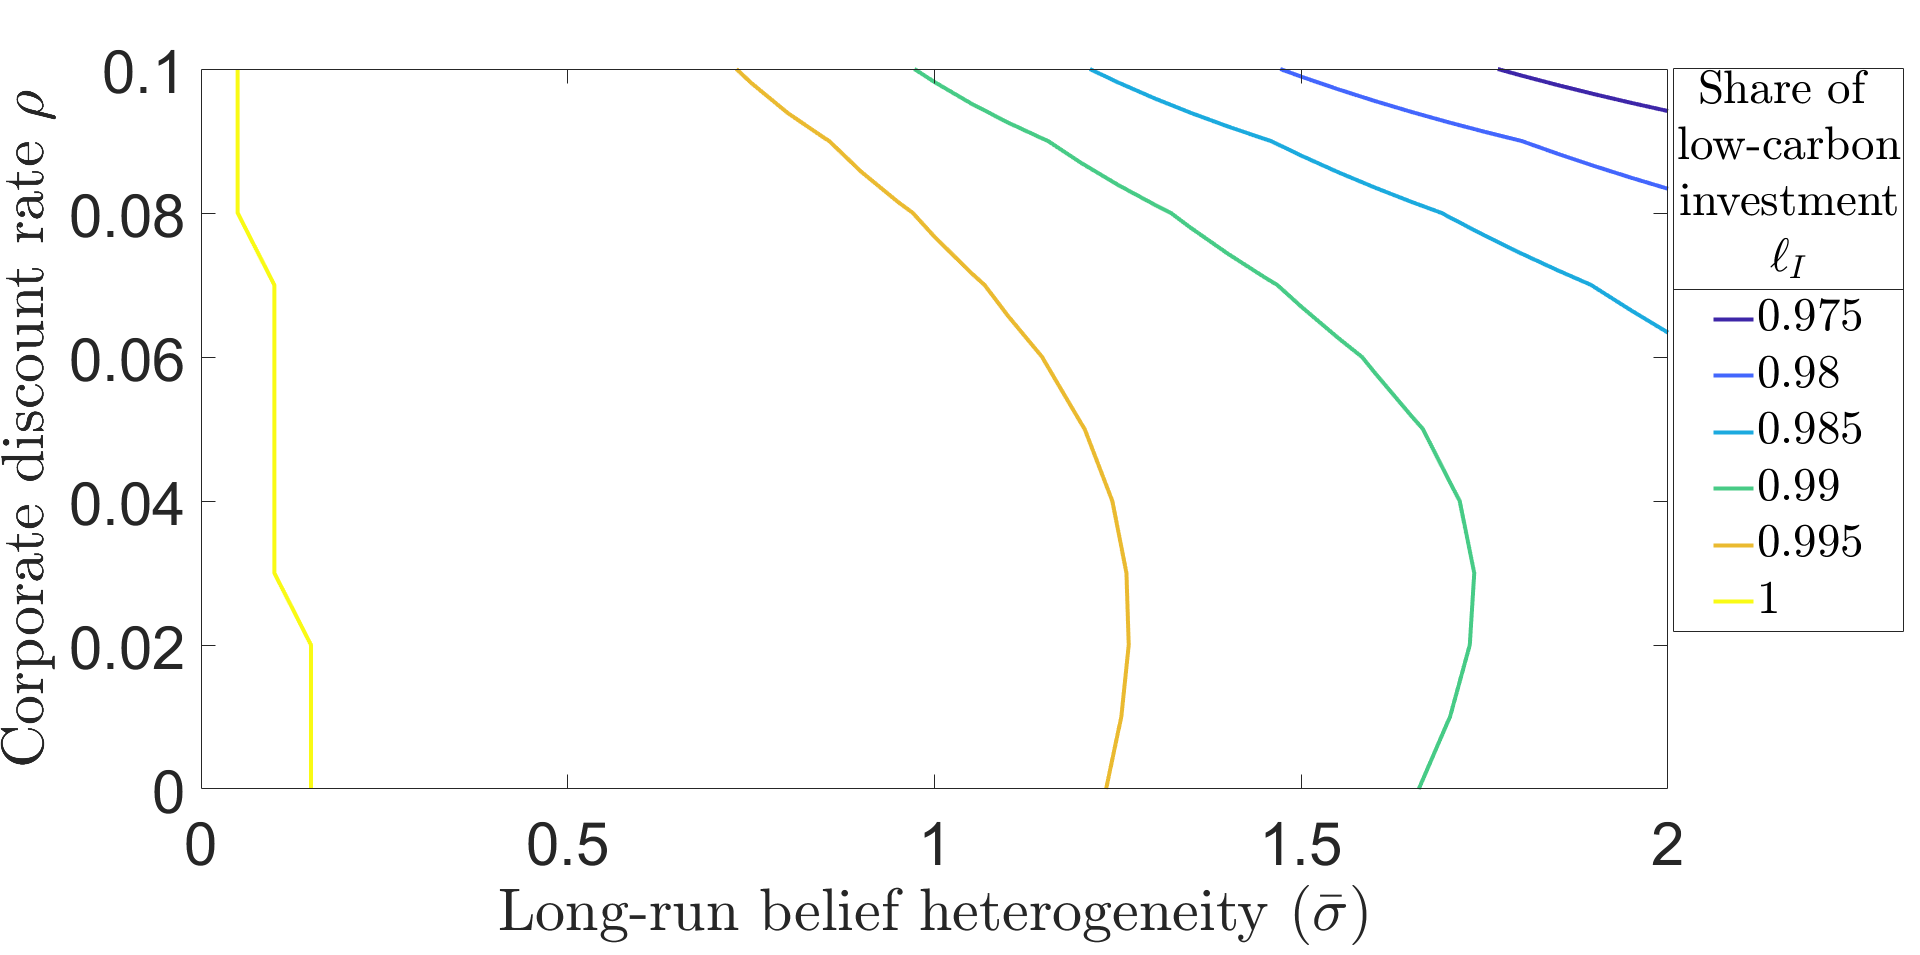 Corporate discount rate ρ
0.1
0.08
0.06
0.04
0.02
0
0
0.5
1
1.5
2
Long-run belief heterogeneity (σ̄)
Share of
low-carbon
investment
ℓ_I
0.975
0.98
0.985
0.99
0.995
1